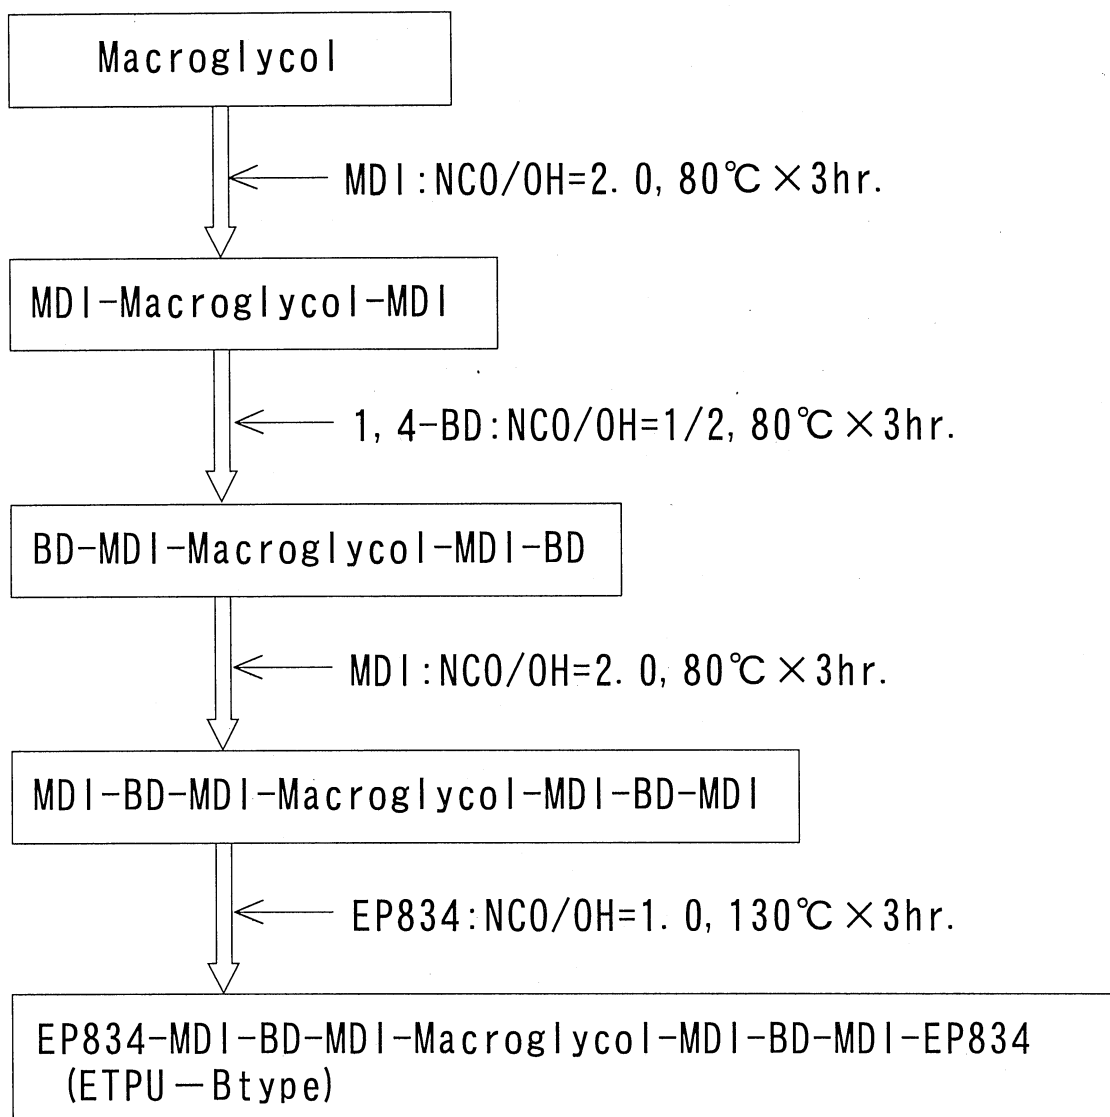 Macroglycol
MDI:NCO/OH=2.0, 80℃×3hr.
MDI-Macroglycol-MDI
1,4-BD:NCO/OH=1/2, 80℃×3hr.
BD-MDI-Macroglycol-MDI-BD
MDI:NCO/OH=2.0, 80℃×3hr.
MDI-BD-MDI-Macroglycol-MDI-BD-MDI
EP834:NCO/OH=1.0, 130℃×3hr.
EP834-MDI-BD-MDI-Macroglycol-MDI-BD-MDI-EP834
(ETPU－Btype)